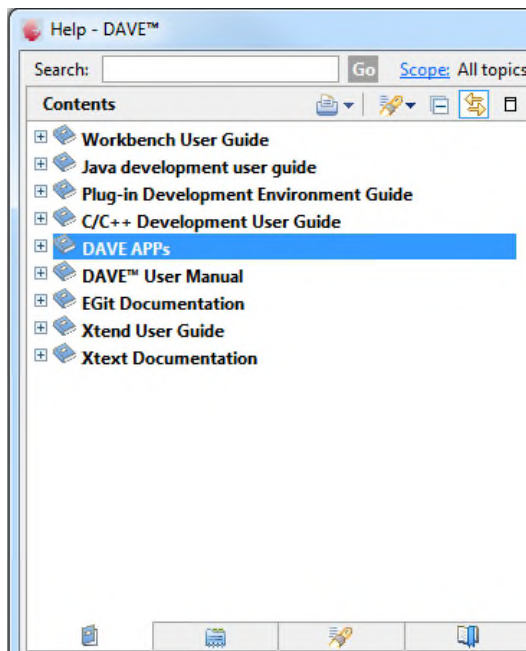 Help - DAVE™
Search: Go Scope: All topics
Contents
Workbench User Guide
Java development user guide
Plug-in Development Environment Guide
C/C++ Development User Guide
DAVE APPs
DAVE™ User Manual
EGit Documentation
Xtend User Guide
Xtext Documentation